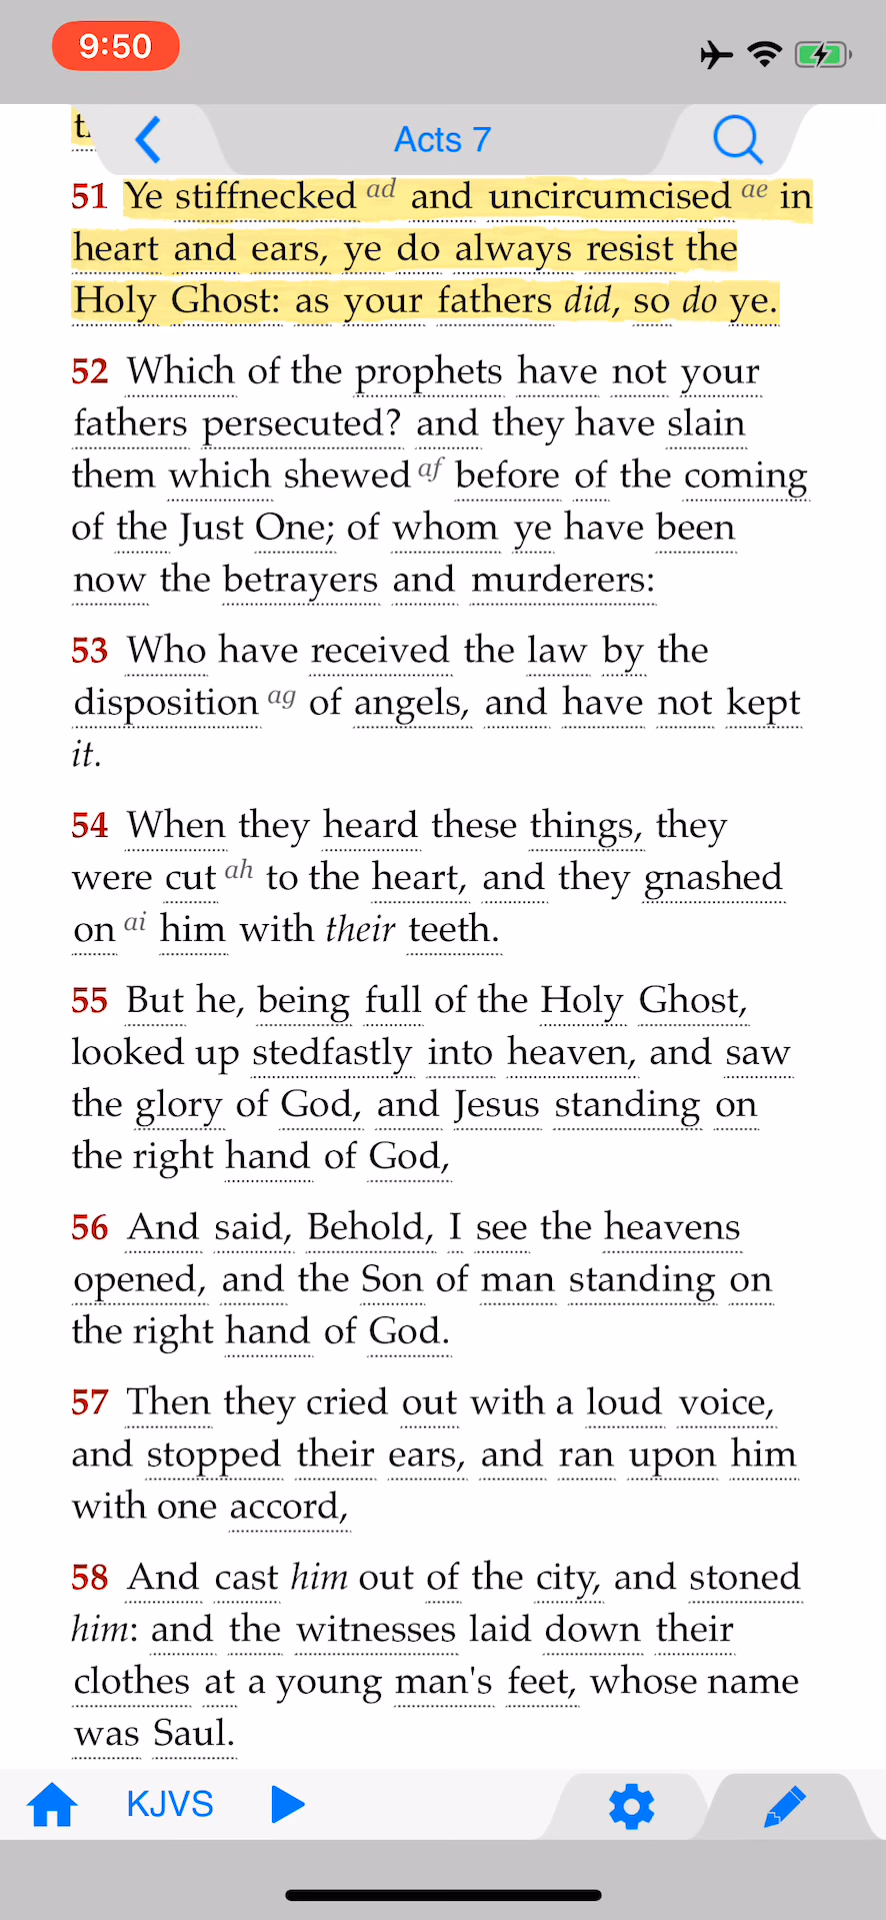 9:50
Acts 7
51 Ye stiffnecked ad and uncircumcised ae in
heart and ears, ye do always resist the
Holy Ghost: as your fathers did, so do ye.
52 Which of the prophets have not your
fathers persecuted? and they have slain
them which shewed af before of the coming
of the Just One; of whom ye have been
now the betrayers and murderers:
53 Who have received the law by the
disposition ag of angels, and have not kept
it.
54 When they heard these things, they
were cut ah to the heart, and they gnashed
on ai him with their teeth.
55 But he, being full of the Holy Ghost,
looked up stedfastly into heaven, and saw
the glory of God, and Jesus standing on
the right hand of God,
56 And said, Behold, I see the heavens
opened, and the Son of man standing on
the right hand of God.
57 Then they cried out with a loud voice,
and stopped their ears, and ran upon him
with one accord,
58 And cast him out of the city, and stoned
him: and the witnesses laid down their
clothes at a young man's feet, whose name
was Saul.
KJVS